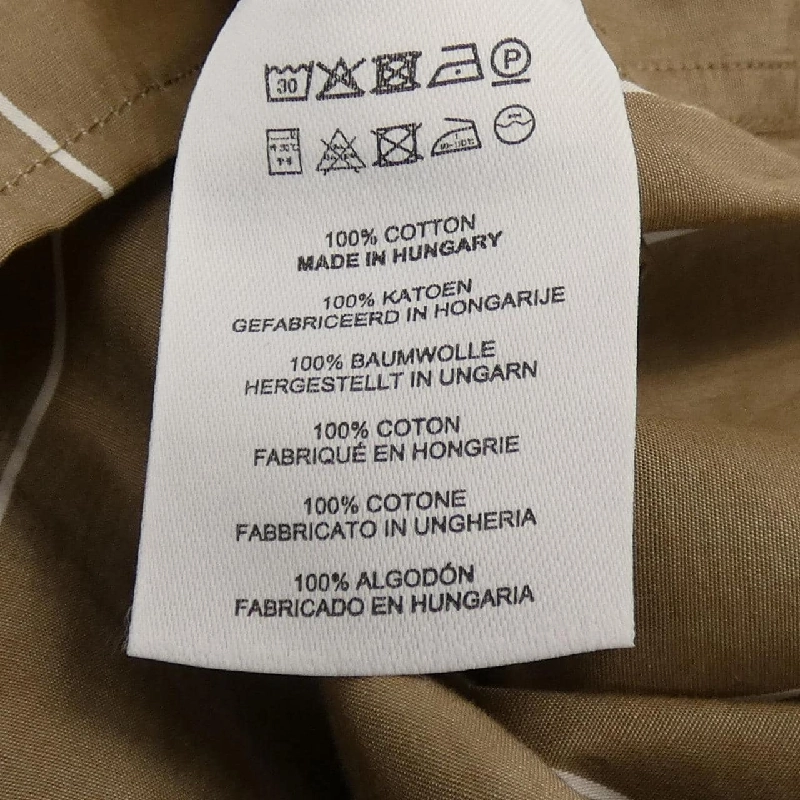 30
P
100% COTTON
MADE IN HUNGARY
100% KATOEN
GEFABRICEERD IN HONGARIJE
100% BAUMWOLLE
HERGESTELLT IN UNGARN
100% COTON
FABRIQUÉ EN HONGRIE
100% COTONE
FABBRICATO IN UNGHERIA
100% ALGODÓN
FABRICADO EN HUNGARIA